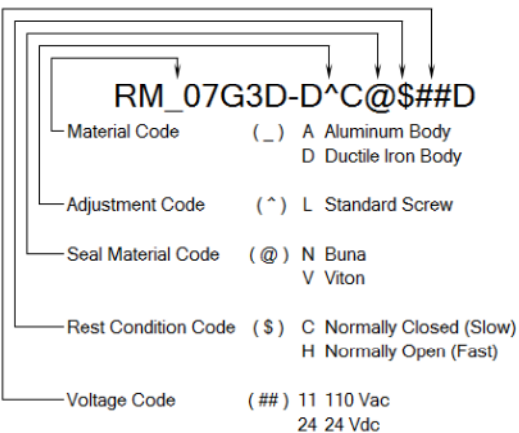 RM_07G3D-D^C@$##D
Material Code (_) A Aluminum Body
D Ductile Iron Body
Adjustment Code (^) L Standard Screw
Seal Material Code (@) N Buna
V Viton
Rest Condition Code ($) C Normally Closed (Slow)
H Normally Open (Fast)
Voltage Code (##) 11 110 Vac
24 24 Vdc